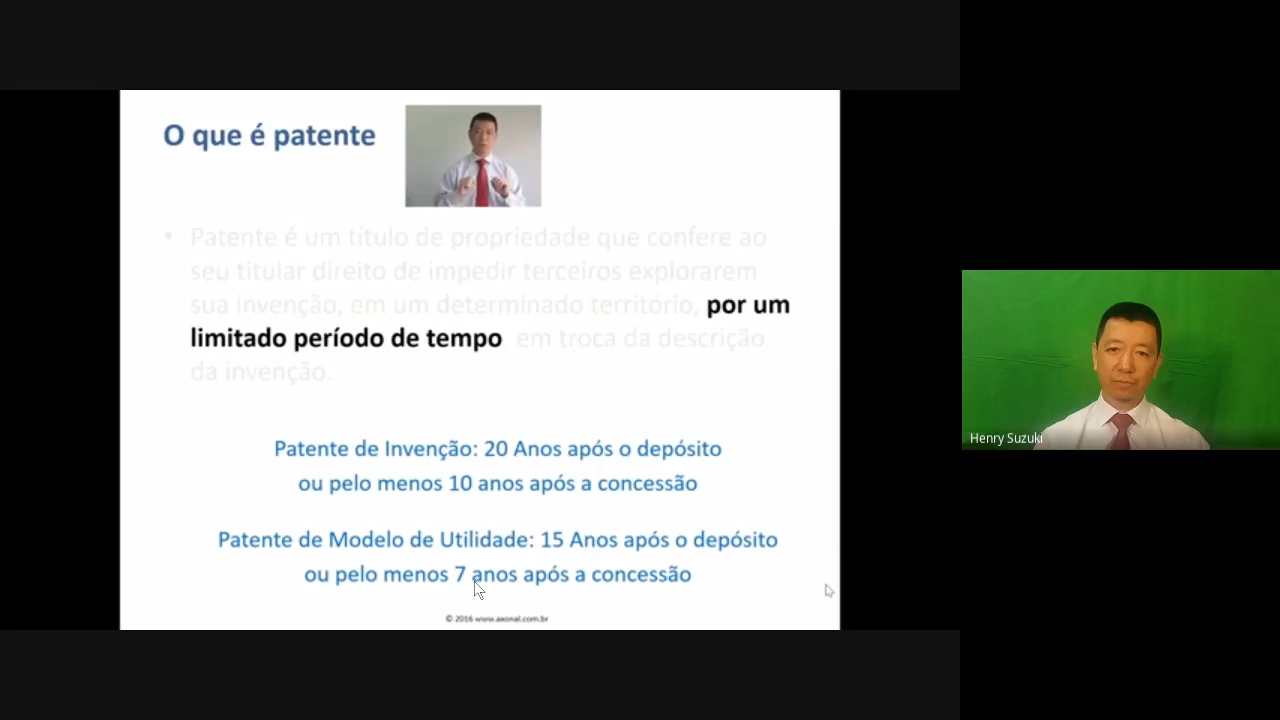 O que é patente
• Patente é um título de propriedade que confere ao
seu titular direito de impedir terceiros explorarem
sua invenção, em um determinado território, por um
limitado período de tempo, em troca da descrição
da invenção.
Patente de Invenção: 20 Anos após o depósito
ou pelo menos 10 anos após a concessão
Patente de Modelo de Utilidade: 15 Anos após o depósito
ou pelo menos 7 anos após a concessão
© 2016 www.axonal.com.br
Henry Suzuki